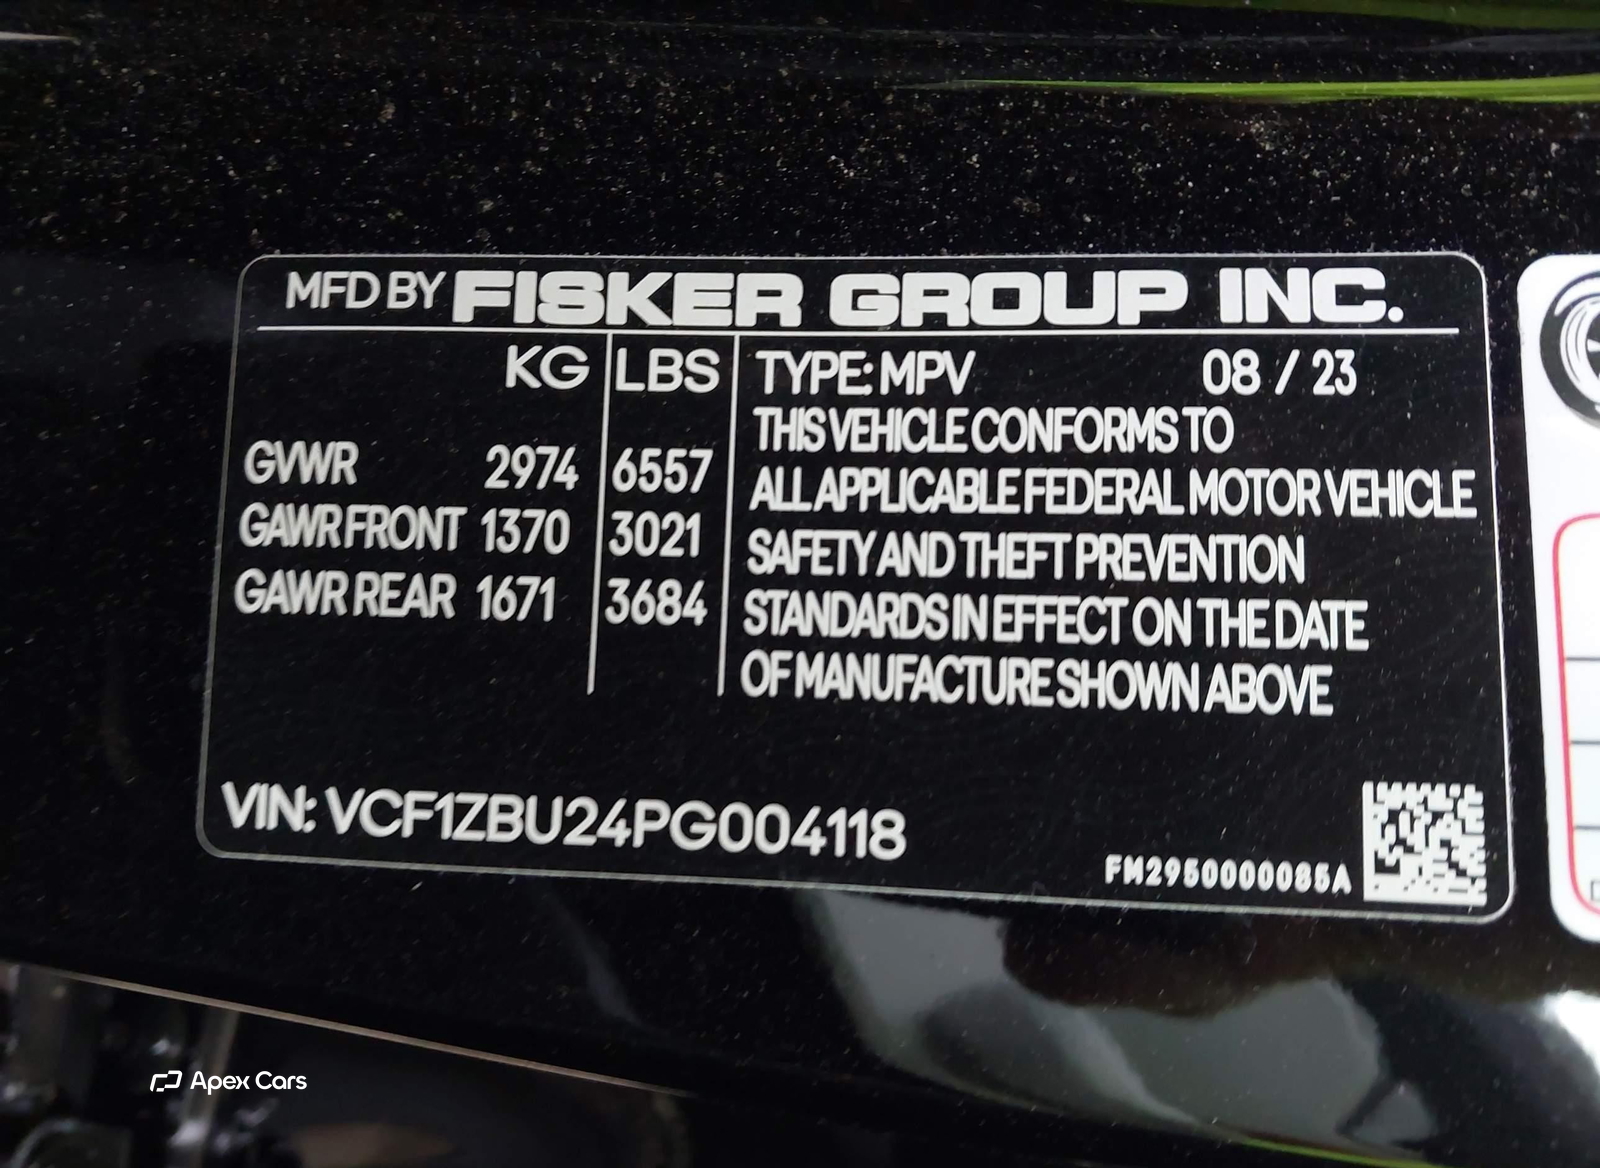 MFD BY FISKER GROUP INC.
KG LBS TYPE: MPV 08 / 23
THIS VEHICLE CONFORMS TO
GVWR 2974 6557
ALL APPLICABLE FEDERAL MOTOR VEHICLE
GAWR FRONT 1370 3021
SAFETY AND THEFT PREVENTION
GAWR REAR 1671 3684
STANDARDS IN EFFECT ON THE DATE
OF MANUFACTURE SHOWN ABOVE
VIN: VCF1ZBU24PG004118
FM2950000085A
Apex Cars